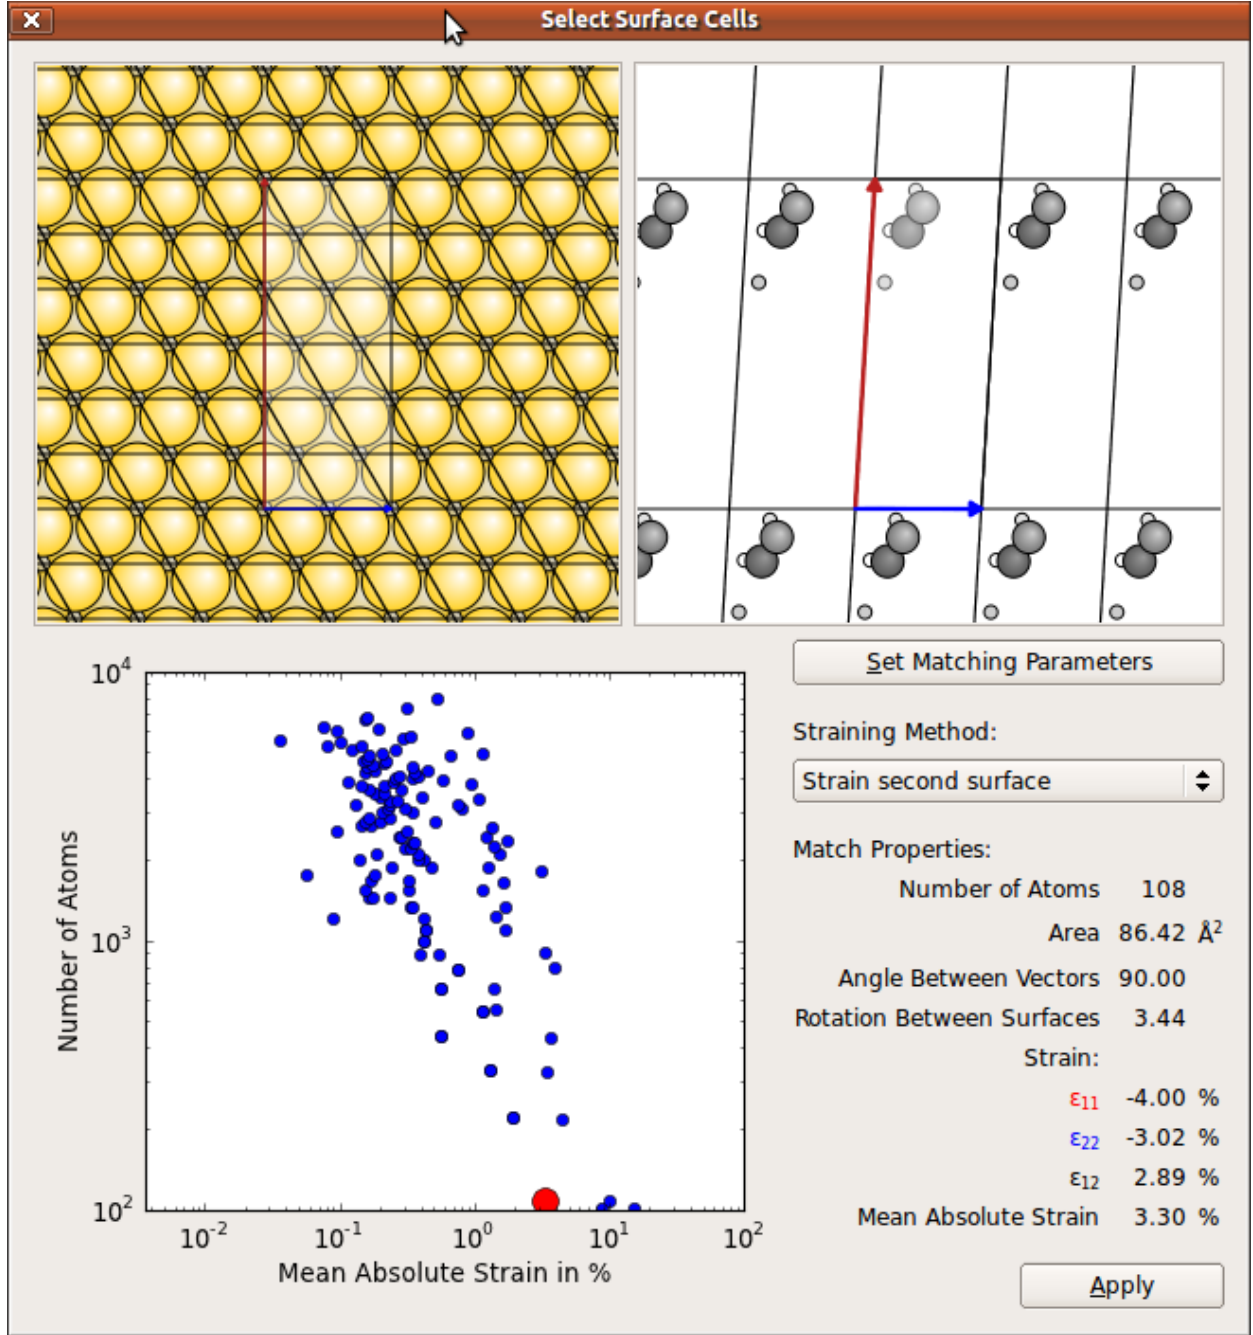 Select Surface Cells
Set Matching Parameters
Straining Method:
Strain second surface
Match Properties:
Number of Atoms 108
Area 86.42 Å²
Angle Between Vectors 90.00
Rotation Between Surfaces 3.44
Strain:
ε₁₁ -4.00 %
ε₂₂ -3.02 %
ε₁₂ 2.89 %
Mean Absolute Strain 3.30 %
Apply
Number of Atoms
10⁴
10³
10²
10⁻² 10⁻¹ 10⁰ 10¹ 10²
Mean Absolute Strain in %